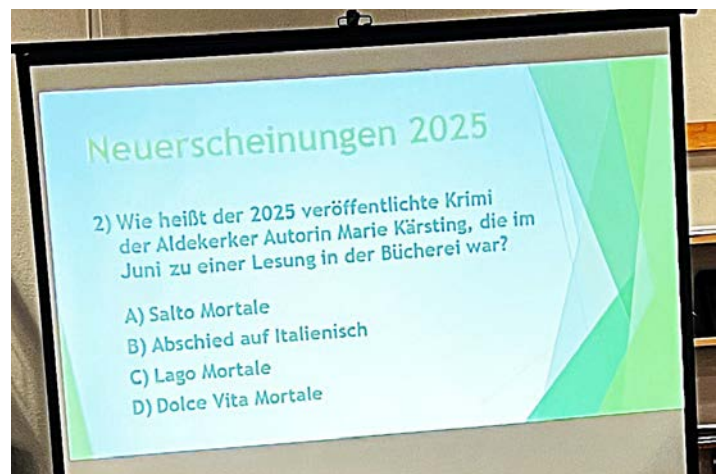 Neuerscheinungen 2025
2) Wie heißt der 2025 veröffentlichte Krimi
der Aldekerker Autorin Marie Kärsting, die im
Juni zu einer Lesung in der Bücherei war?
A) Salto Mortale
B) Abschied auf Italienisch
C) Lago Mortale
D) Dolce Vita Mortale